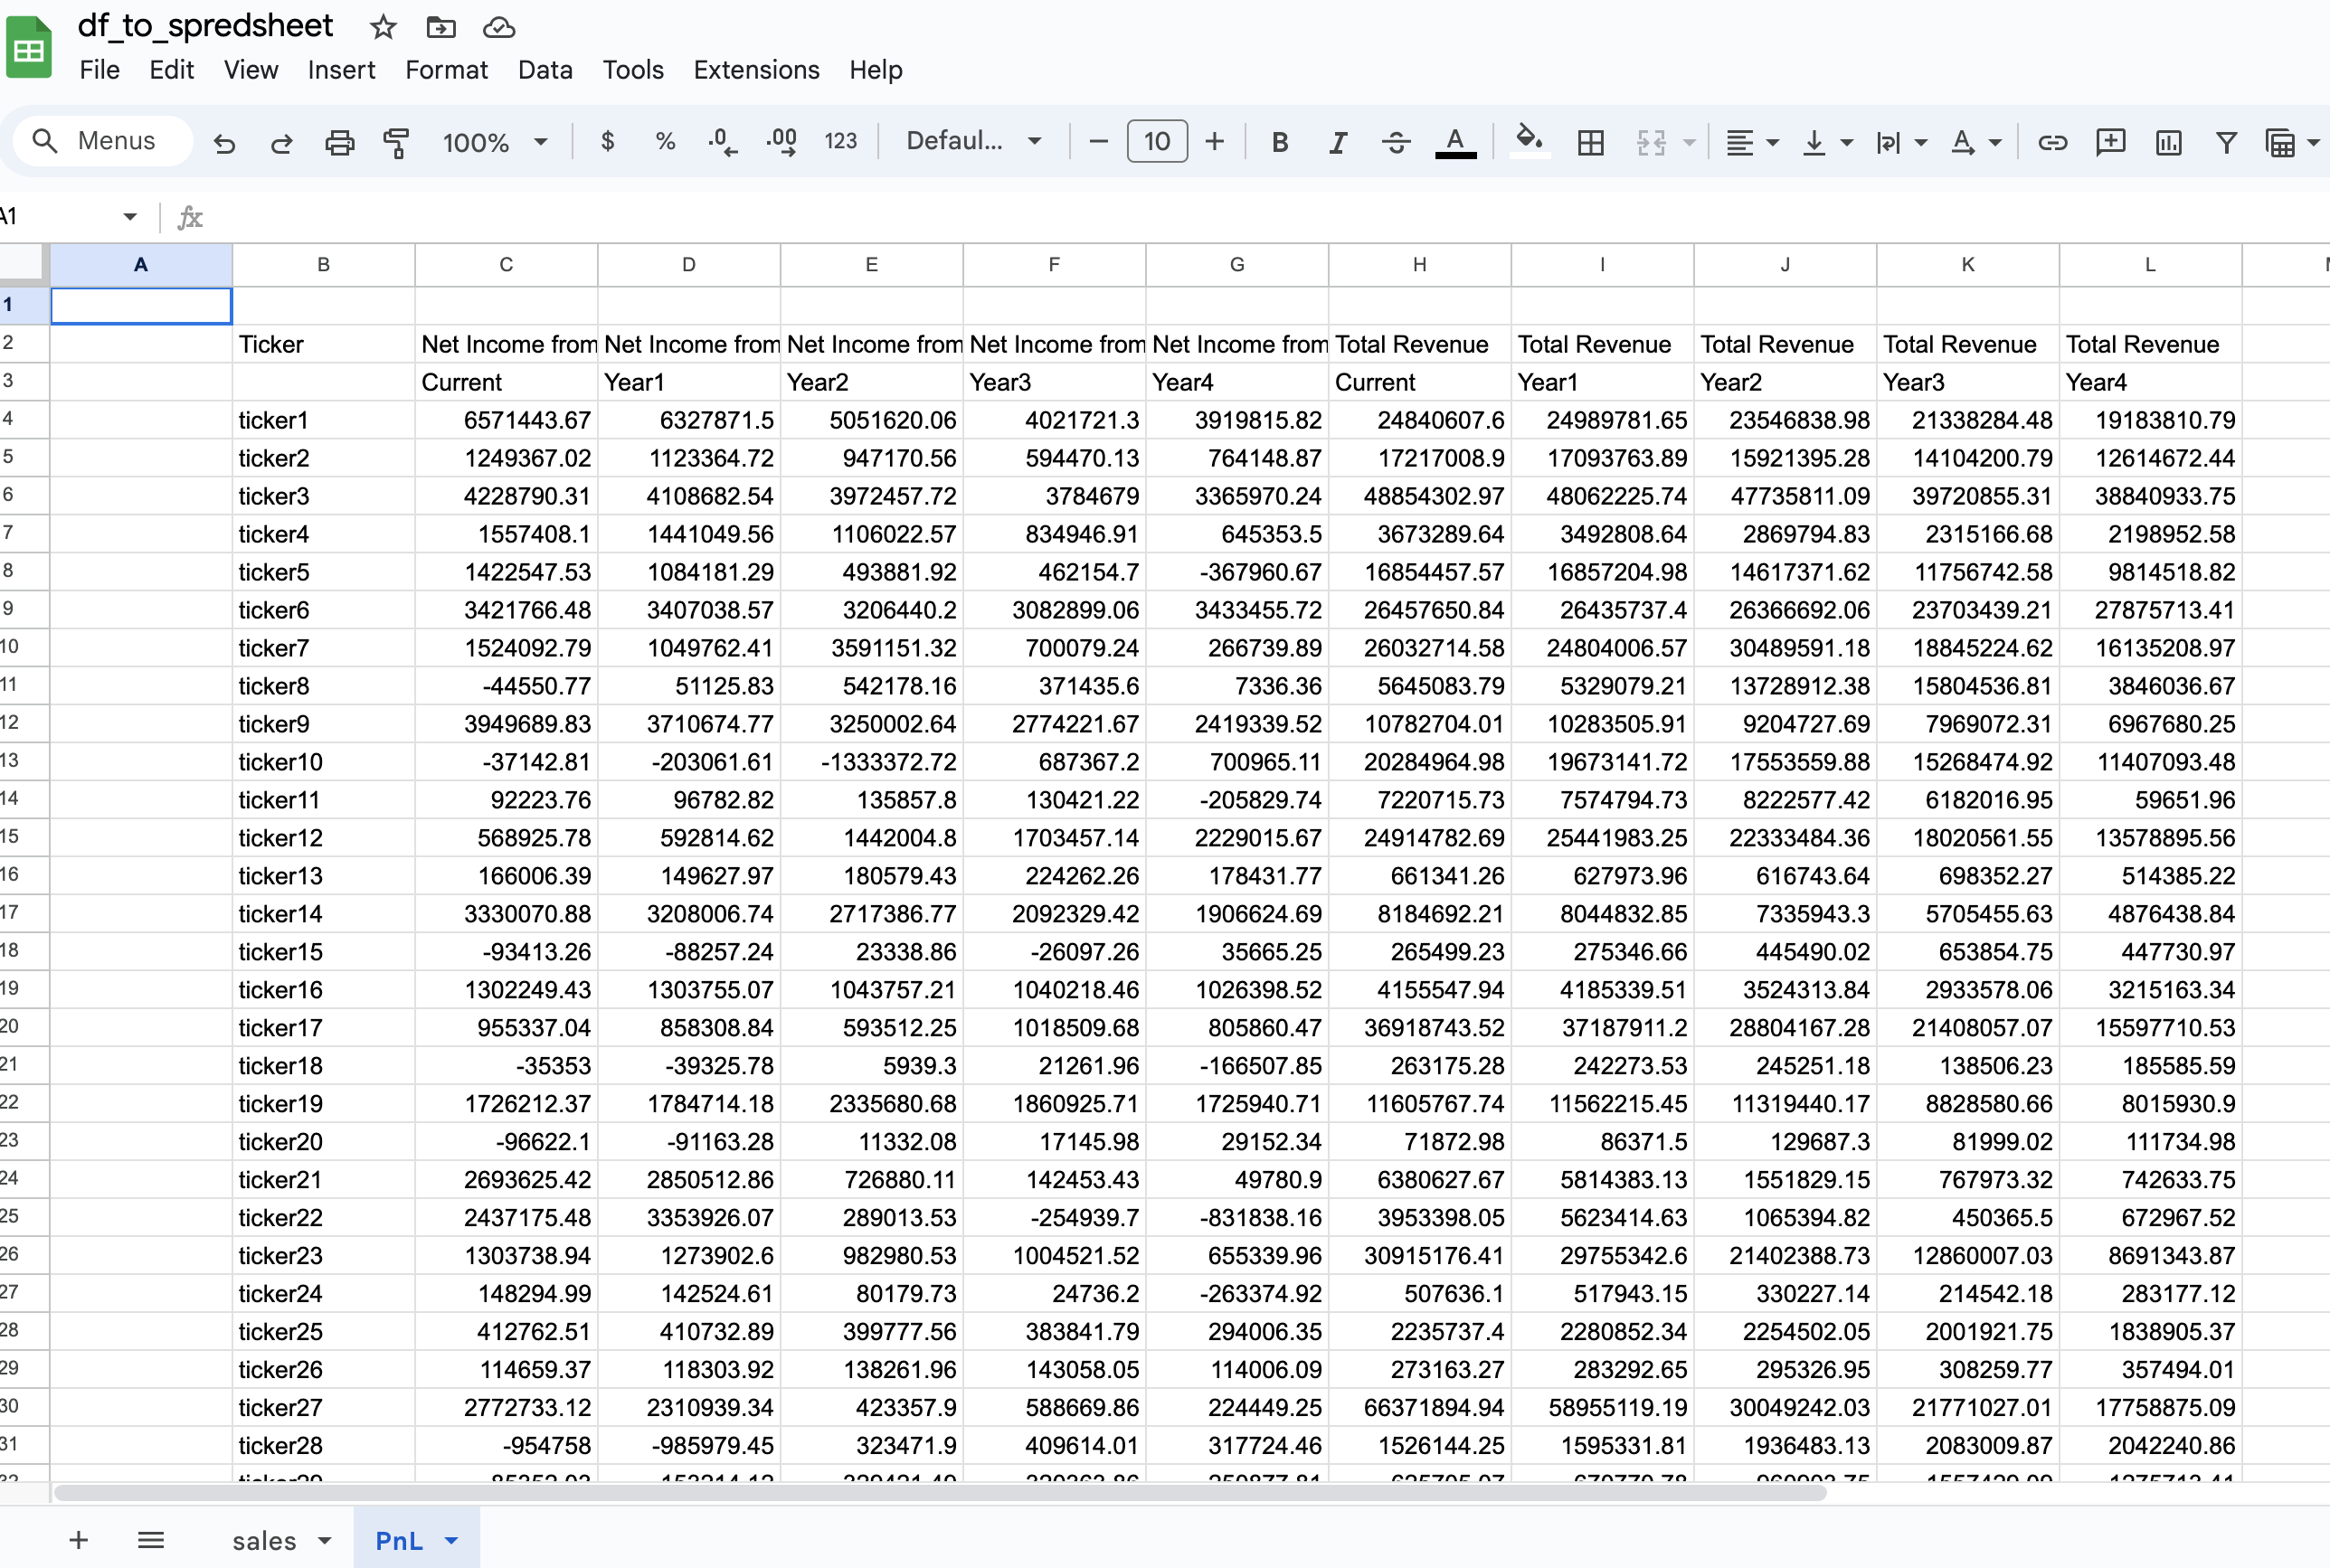 df_to_spredsheet
File Edit View Insert Format Data Tools Extensions Help
Menus 100% $ % .0 .00 123 Defaul... 10 B I A
A1 fx
A B C D E F G H I J K L
1
2 Ticker Net Income from Net Income from Net Income from Net Income from Net Income from Total Revenue Total Revenue Total Revenue Total Revenue Total Revenue
3 Current Year1 Year2 Year3 Year4 Current Year1 Year2 Year3 Year4
4 ticker1 6571443.67 6327871.5 5051620.06 4021721.3 3919815.82 24840607.6 24989781.65 23546838.98 21338284.48 19183810.79
5 ticker2 1249367.02 1123364.72 947170.56 594470.13 764148.87 17217008.9 17093763.89 15921395.28 14104200.79 12614672.44
6 ticker3 4228790.31 4108682.54 3972457.72 3784679 3365970.24 48854302.97 48062225.74 47735811.09 39720855.31 38840933.75
7 ticker4 1557408.1 1441049.56 1106022.57 834946.91 645353.5 3673289.64 3492808.64 2869794.83 2315166.68 2198952.58
8 ticker5 1422547.53 1084181.29 493881.92 462154.7 -367960.67 16854457.57 16857204.98 14617371.62 11756742.58 9814518.82
9 ticker6 3421766.48 3407038.57 3206440.2 3082899.06 3433455.72 26457650.84 26435737.4 26366692.06 23703439.21 27875713.41
10 ticker7 1524092.79 1049762.41 3591151.32 700079.24 266739.89 26032714.58 24804006.57 30489591.18 18845224.62 16135208.97
11 ticker8 -44550.77 51125.83 542178.16 371435.6 7336.36 5645083.79 5329079.21 13728912.38 15804536.81 3846036.67
12 ticker9 3949689.83 3710674.77 3250002.64 2774221.67 2419339.52 10782704.01 10283505.91 9204727.69 7969072.31 6967680.25
13 ticker10 -37142.81 -203061.61 -1333372.72 687367.2 700965.11 20284964.98 19673141.72 17553559.88 15268474.92 11407093.48
14 ticker11 92223.76 96782.82 135857.8 130421.22 -205829.74 7220715.73 7574794.73 8222577.42 6182016.95 59651.96
15 ticker12 568925.78 592814.62 1442004.8 1703457.14 2229015.67 24914782.69 25441983.25 22333484.36 18020561.55 13578895.56
16 ticker13 166006.39 149627.97 180579.43 224262.26 178431.77 661341.26 627973.96 616743.64 698352.27 514385.22
17 ticker14 3330070.88 3208006.74 2717386.77 2092329.42 1906624.69 8184692.21 8044832.85 7335943.3 5705455.63 4876438.84
18 ticker15 -93413.26 -88257.24 23338.86 -26097.26 35665.25 265499.23 275346.66 445490.02 653854.75 447730.97
19 ticker16 1302249.43 1303755.07 1043757.21 1040218.46 1026398.52 4155547.94 4185339.51 3524313.84 2933578.06 3215163.34
20 ticker17 955337.04 858308.84 593512.25 1018509.68 805860.47 36918743.52 37187911.2 28804167.28 21408057.07 15597710.53
21 ticker18 -35353 -39325.78 5939.3 21261.96 -166507.85 263175.28 242273.53 245251.18 138506.23 185585.59
22 ticker19 1726212.37 1784714.18 2335680.68 1860925.71 1725940.71 11605767.74 11562215.45 11319440.17 8828580.66 8015930.9
23 ticker20 -96622.1 -91163.28 11332.08 17145.98 29152.34 71872.98 86371.5 129687.3 81999.02 111734.98
24 ticker21 2693625.42 2850512.86 726880.11 142453.43 49780.9 6380627.67 5814383.13 1551829.15 767973.32 742633.75
25 ticker22 2437175.48 3353926.07 289013.53 -254939.7 -831838.16 3953398.05 5623414.63 1065394.82 450365.5 672967.52
26 ticker23 1303738.94 1273902.6 982980.53 1004521.52 655339.96 30915176.41 29755342.6 21402388.73 12860007.03 8691343.87
27 ticker24 148294.99 142524.61 80179.73 24736.2 -263374.92 507636.1 517943.15 330227.14 214542.18 283177.12
28 ticker25 412762.51 410732.89 399777.56 383841.79 294006.35 2235737.4 2280852.34 2254502.05 2001921.75 1838905.37
29 ticker26 114659.37 118303.92 138261.96 143058.05 114006.09 273163.27 283292.65 295326.95 308259.77 357494.01
30 ticker27 2772733.12 2310939.34 423357.9 588669.86 224449.25 66371894.94 58955119.19 30049242.03 21771027.01 17758875.09
31 ticker28 -954758 -985979.45 323471.9 409614.01 317724.46 1526144.25 1595331.81 1936483.13 2083009.87 2042240.86
sales PnL